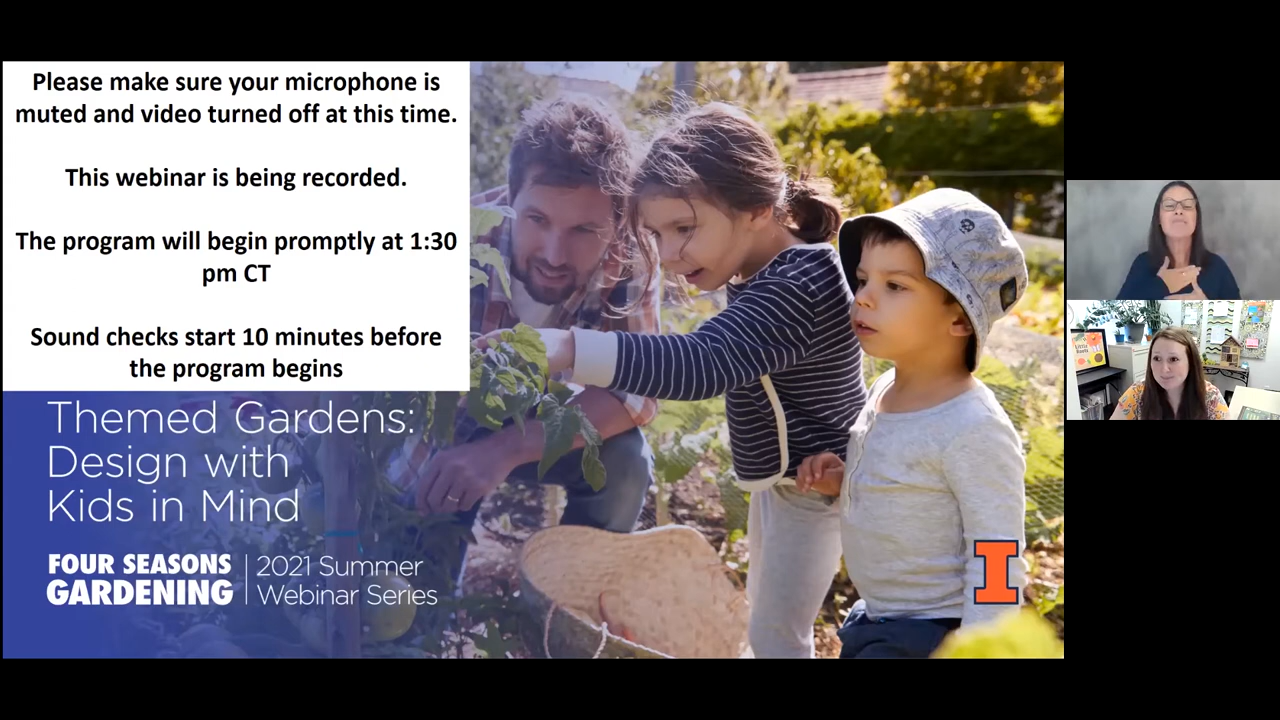 Please make sure your microphone is
muted and video turned off at this time.
This webinar is being recorded.
The program will begin promptly at 1:30
pm CT
Sound checks start 10 minutes before
the program begins
Themed Gardens:
Design with
Kids in Mind
FOUR SEASONS
GARDENING
2021 Summer
Webinar Series
I